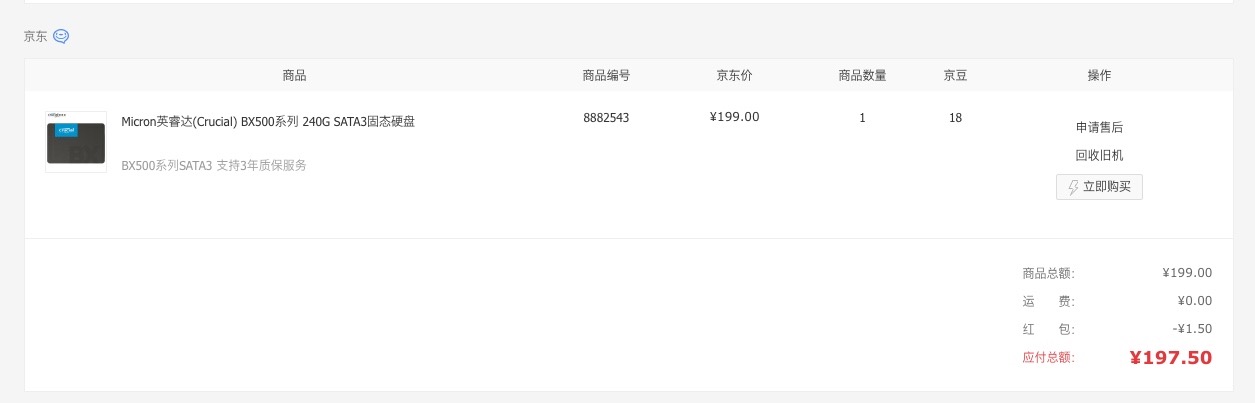 京东
商品 商品编号 京东价 商品数量 京豆 操作
Micron英睿达(Crucial) BX500系列 240G SATA3固态硬盘 8882543 ¥199.00 1 18
crucial
申请售后
BX500系列SATA3 支持3年质保服务
回收旧机
立即购买
商品总额: ¥199.00
运 费: ¥0.00
红 包: -¥1.50
应付总额: ¥197.50